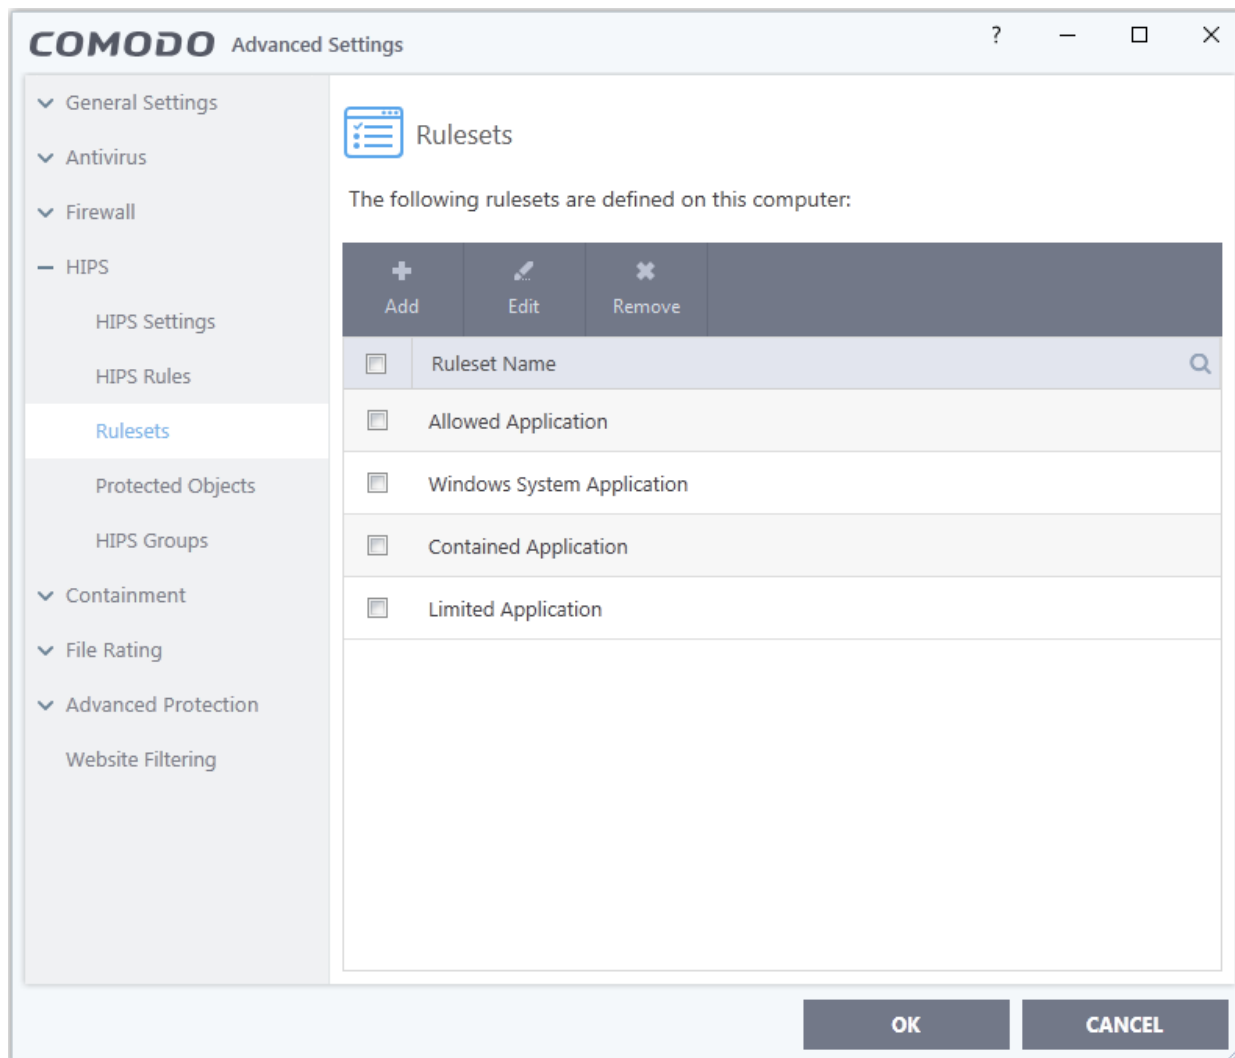 COMODO Advanced Settings ?
General Settings
Antivirus
Firewall
HIPS
HIPS Settings
HIPS Rules
Rulesets
Protected Objects
HIPS Groups
Containment
File Rating
Advanced Protection
Website Filtering
Rulesets
The following rulesets are defined on this computer:
Add Edit Remove
Ruleset Name
Allowed Application
Windows System Application
Contained Application
Limited Application
OK CANCEL